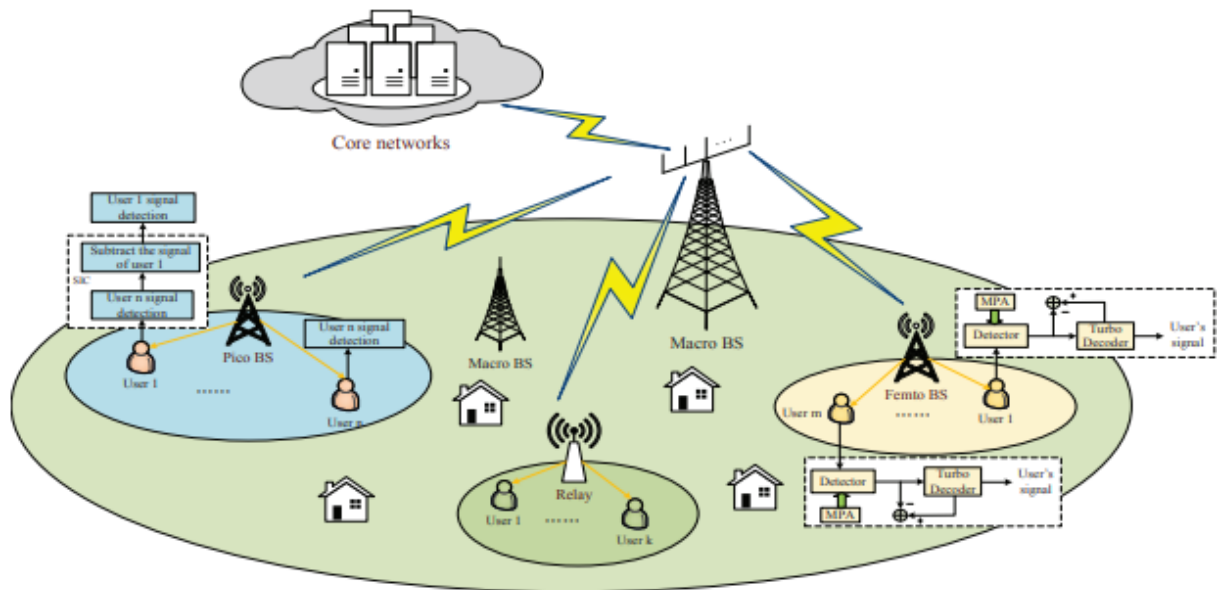 Core networks
User 1 signal
detection
Subtract the signal
of user 1
SIC
User n signal
detection
Pico BS
User n signal
detection
User 1
......
User n
Macro BS
Macro BS
MPA
Detector
+
−
Turbo
Decoder
User's
signal
Femto BS
User m
......
User 1
Detector
MPA
−
+
Turbo
Decoder
User's
signal
Relay
User 1
......
User k
...